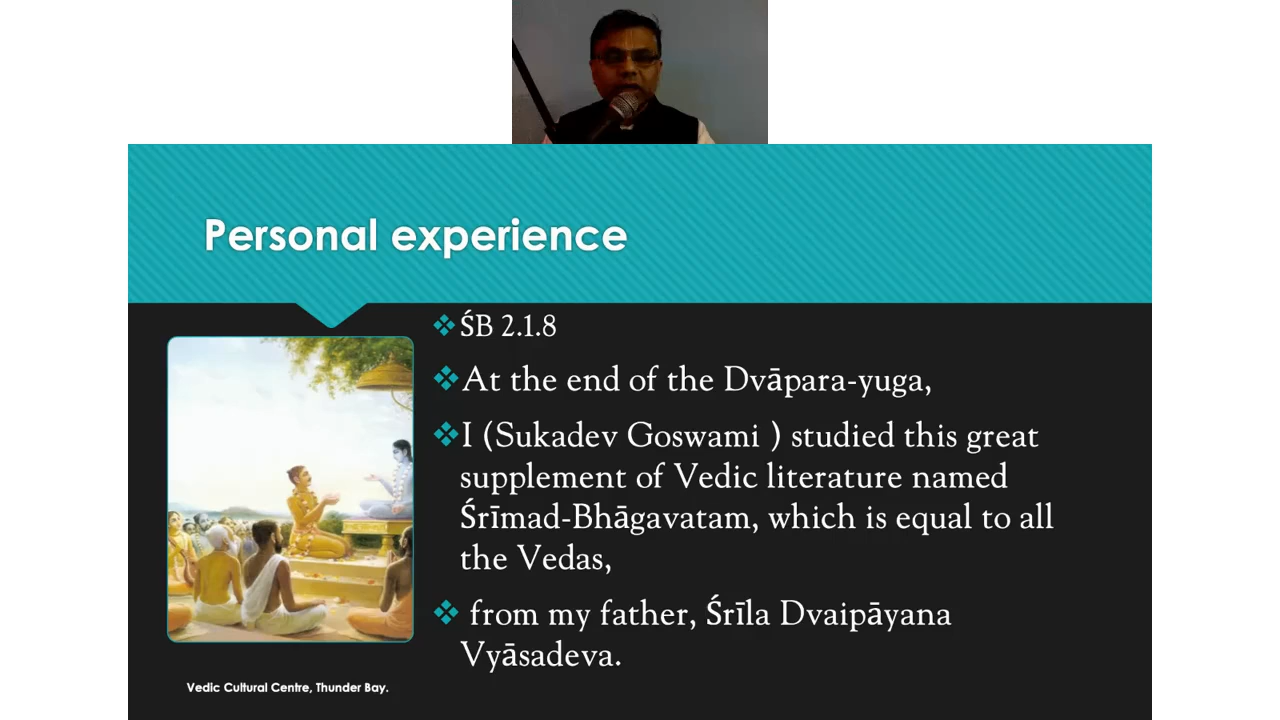 Personal experience
ŚB 2.1.8
At the end of the Dvāpara-yuga,
I (Sukadev Goswami ) studied this great
supplement of Vedic literature named
Śrīmad-Bhāgavatam, which is equal to all
the Vedas,
from my father, Śrīla Dvaipāyana
Vyāsadeva.
Vedic Cultural Centre, Thunder Bay.